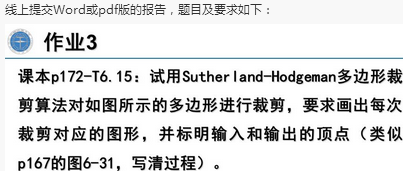 线上提交Word或pdf版的报告，题目及要求如下：
作业3
课本p172-T6.15：试用Sutherland-Hodgeman多边形裁
剪算法对如图所示的多边形进行裁剪，要求画出每次
裁剪对应的图形，并标明输入和输出的顶点（类似
p167的图6-31，写清过程）。